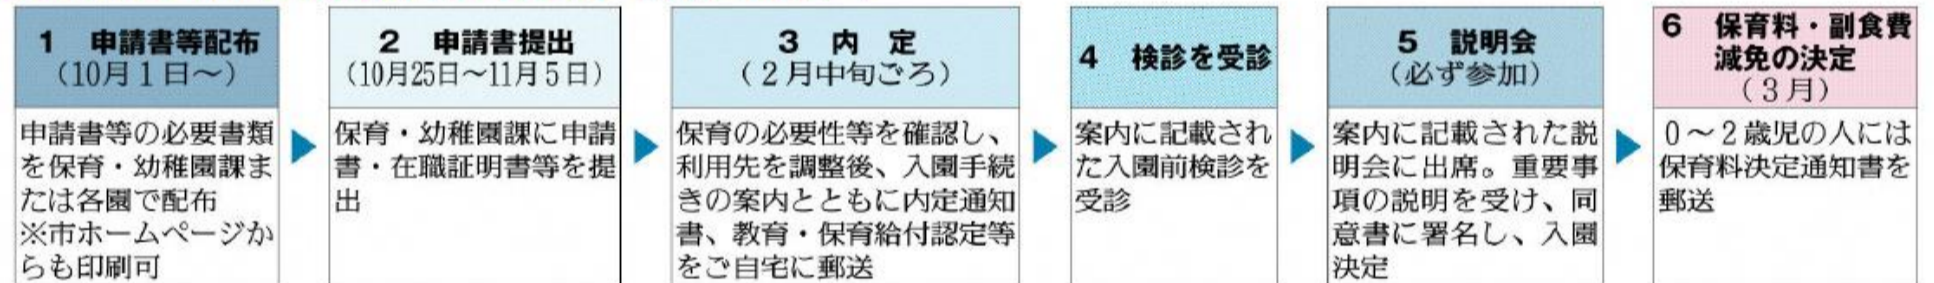 1 申請書等配布
（10月1日～）
申請書等の必要書類
を保育・幼稚園課ま
たは各園で配布
※市ホームページか
らも印刷可
2 申請書提出
（10月25日～11月5日）
保育・幼稚園課に申請
書・在職証明書等を提
出
3 内 定
（2月中旬ごろ）
保育の必要性等を確認し、
利用先を調整後、入園手続
きの案内とともに内定通知
書、教育・保育給付認定等
をご自宅に郵送
4 検診を受診
案内に記載され
た入園前検診を
受診
5 説明会
（必ず参加）
案内に記載された説
明会に出席。重要事
項の説明を受け、同
意書に署名し、入園
決定
6 保育料・副食費
減免の決定
（3月）
0～2歳児の人には
保育料決定通知書を
郵送